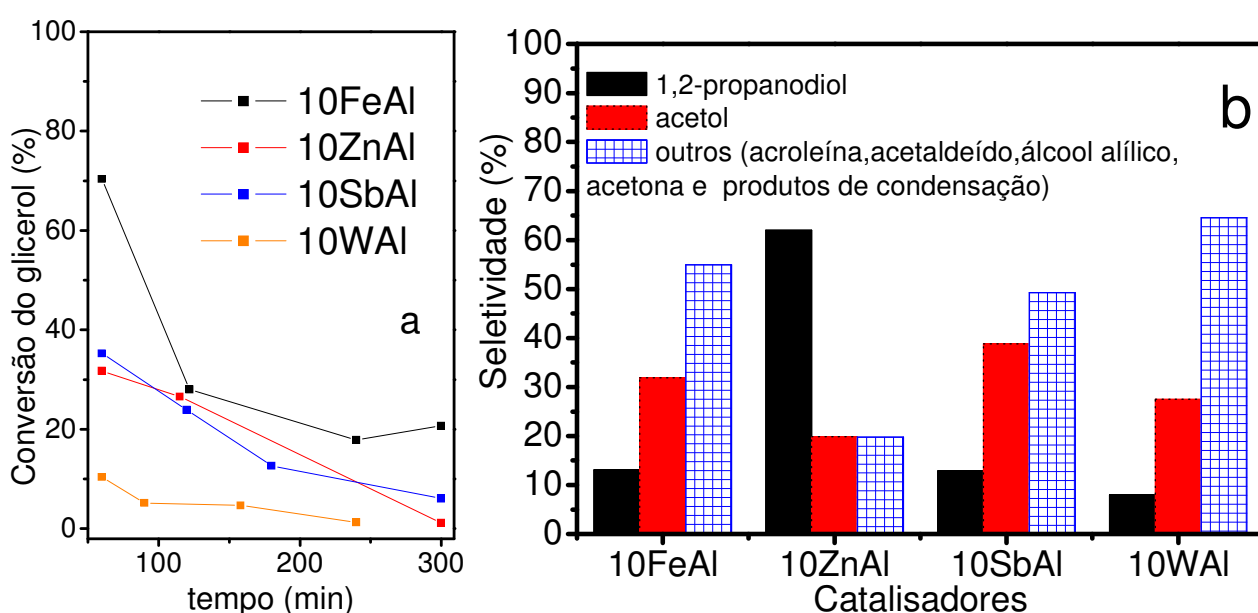 100
80
60
40
20
0
Conversão do glicerol (%)
10FeAl
10ZnAl
10SbAl
10WAl
a
100
200
300
tempo (min)
100
90
80
70
60
50
40
30
20
10
0
Seletividade (%)
1,2-propanodiol
acetol
outros (acroleína,acetaldeído,álcool alílico,
acetona e produtos de condensação)
b
10FeAl
10ZnAl
10SbAl
10WAl
Catalisadores